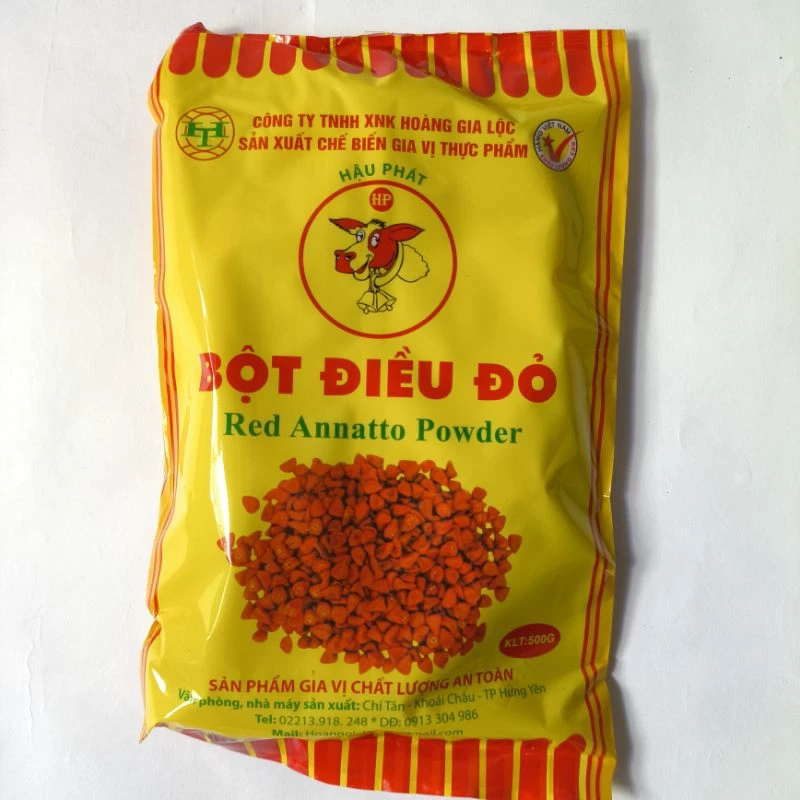 CÔNG TY TNHH XNK HOÀNG GIA LỘC
SẢN XUẤT CHẾ BIẾN GIA VỊ THỰC PHẨM
HẬU PHÁT
HP
BỘT ĐIỀU ĐỎ
Red Annatto Powder
KLT:500G
SẢN PHẨM GIA VỊ CHẤT LƯỢNG AN TOÀN
Văn phòng, nhà máy sản xuất: Chí Tân - Khoái Châu - TP Hưng Yên
Tel: 02213.918. 248 * DĐ: 0913 304 986
Mail: